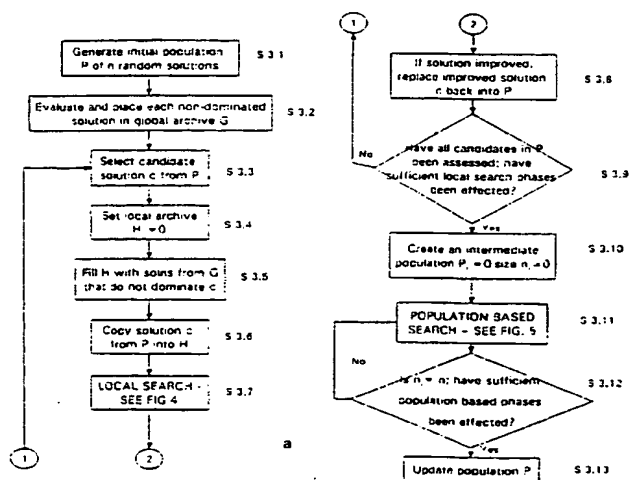 Generate initial population
P of n random solutions
S 3.1
Evaluate and place each non-dominated
solution in global archive G
S 3.2
Select candidate
solution c from P
S 3.3
Set local archive
H = 0
S 3.4
Fill H with solns from G
that do not dominate c
S 3.5
Copy solution c
from P into H
S 3.6
LOCAL SEARCH -
SEE FIG 4
S 3.7
1
2
a
1
2
If solution improved,
replace improved solution
c back into P
S 3.8
No
Have all candidates in P
been assessed; have
sufficient local search phases
been effected?
S 3.9
Yes
Create an intermediate
population P = 0 size n = 0
S 3.10
POPULATION BASED
SEARCH - SEE FIG. 5
S 3.11
No
Is n = n; have sufficient
population based phases
been effected?
S 3.12
Yes
Update population P
S 3.13